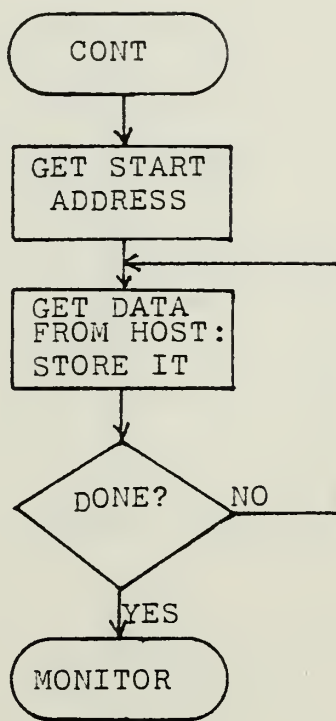 CONT
GET START
ADDRESS
GET DATA
FROM HOST:
STORE IT
DONE?
NO
YES
MONITOR